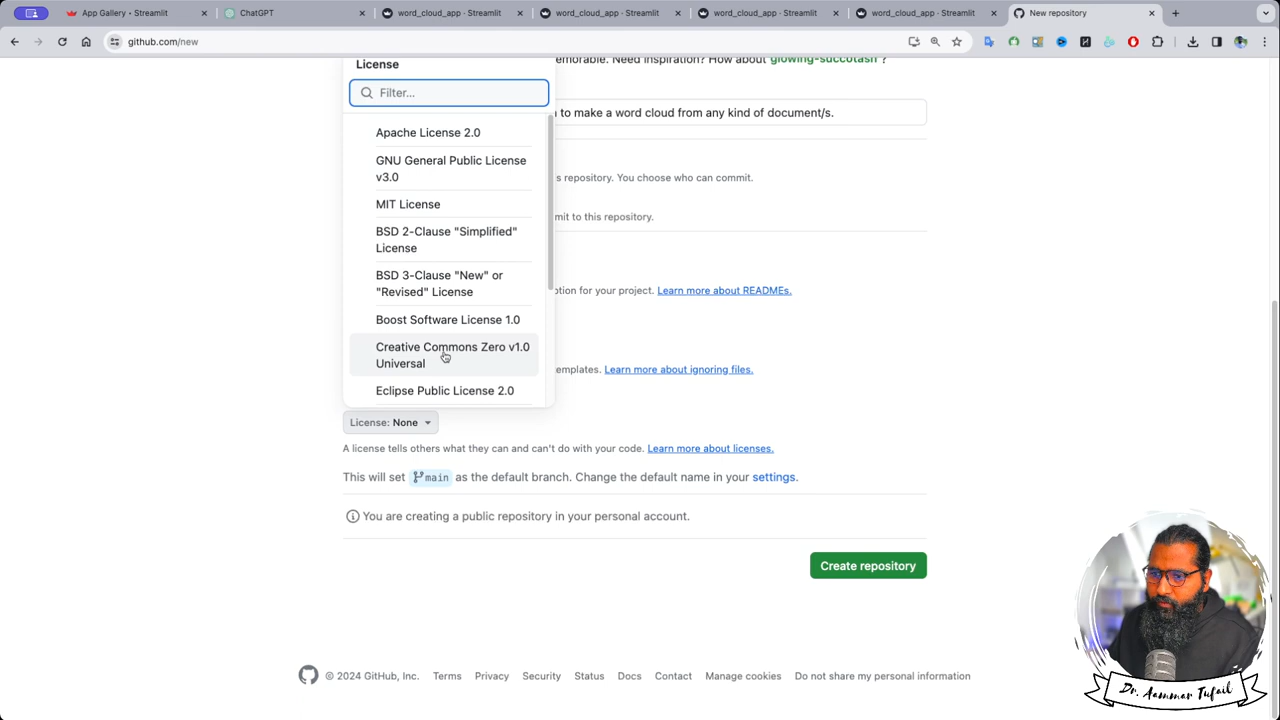 App Gallery • Streamlit
ChatGPT
word_cloud_app • Streamlit
word_cloud_app • Streamlit
word_cloud_app • Streamlit
word_cloud_app • Streamlit
New repository
github.com/new
License
emorable. Need inspiration? How about glowing-succotash ?
Filter...
to make a word cloud from any kind of document/s.
Apache License 2.0
GNU General Public License
v3.0
s repository. You choose who can commit.
MIT License
mit to this repository.
BSD 2-Clause "Simplified"
License
BSD 3-Clause "New" or
"Revised" License
ption for your project. Learn more about READMEs.
Boost Software License 1.0
Creative Commons Zero v1.0
Universal
emplates. Learn more about ignoring files.
Eclipse Public License 2.0
License: None
A license tells others what they can and can't do with your code. Learn more about licenses.
This will set main as the default branch. Change the default name in your settings.
You are creating a public repository in your personal account.
Create repository
© 2024 GitHub, Inc. Terms Privacy Security Status Docs Contact Manage cookies Do not share my personal information
Dr. Aammar Tufail